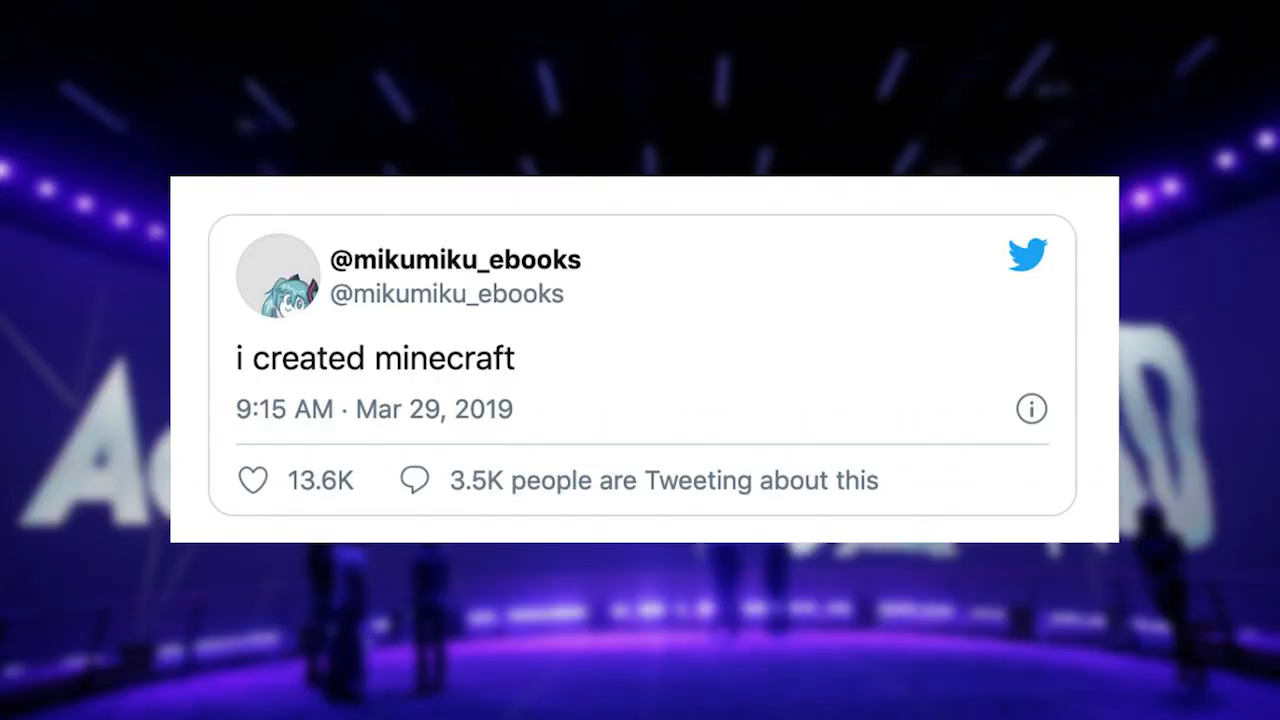 @mikumiku_ebooks
@mikumiku_ebooks
i created minecraft
9:15 AM · Mar 29, 2019
13.6K 3.5K people are Tweeting about this